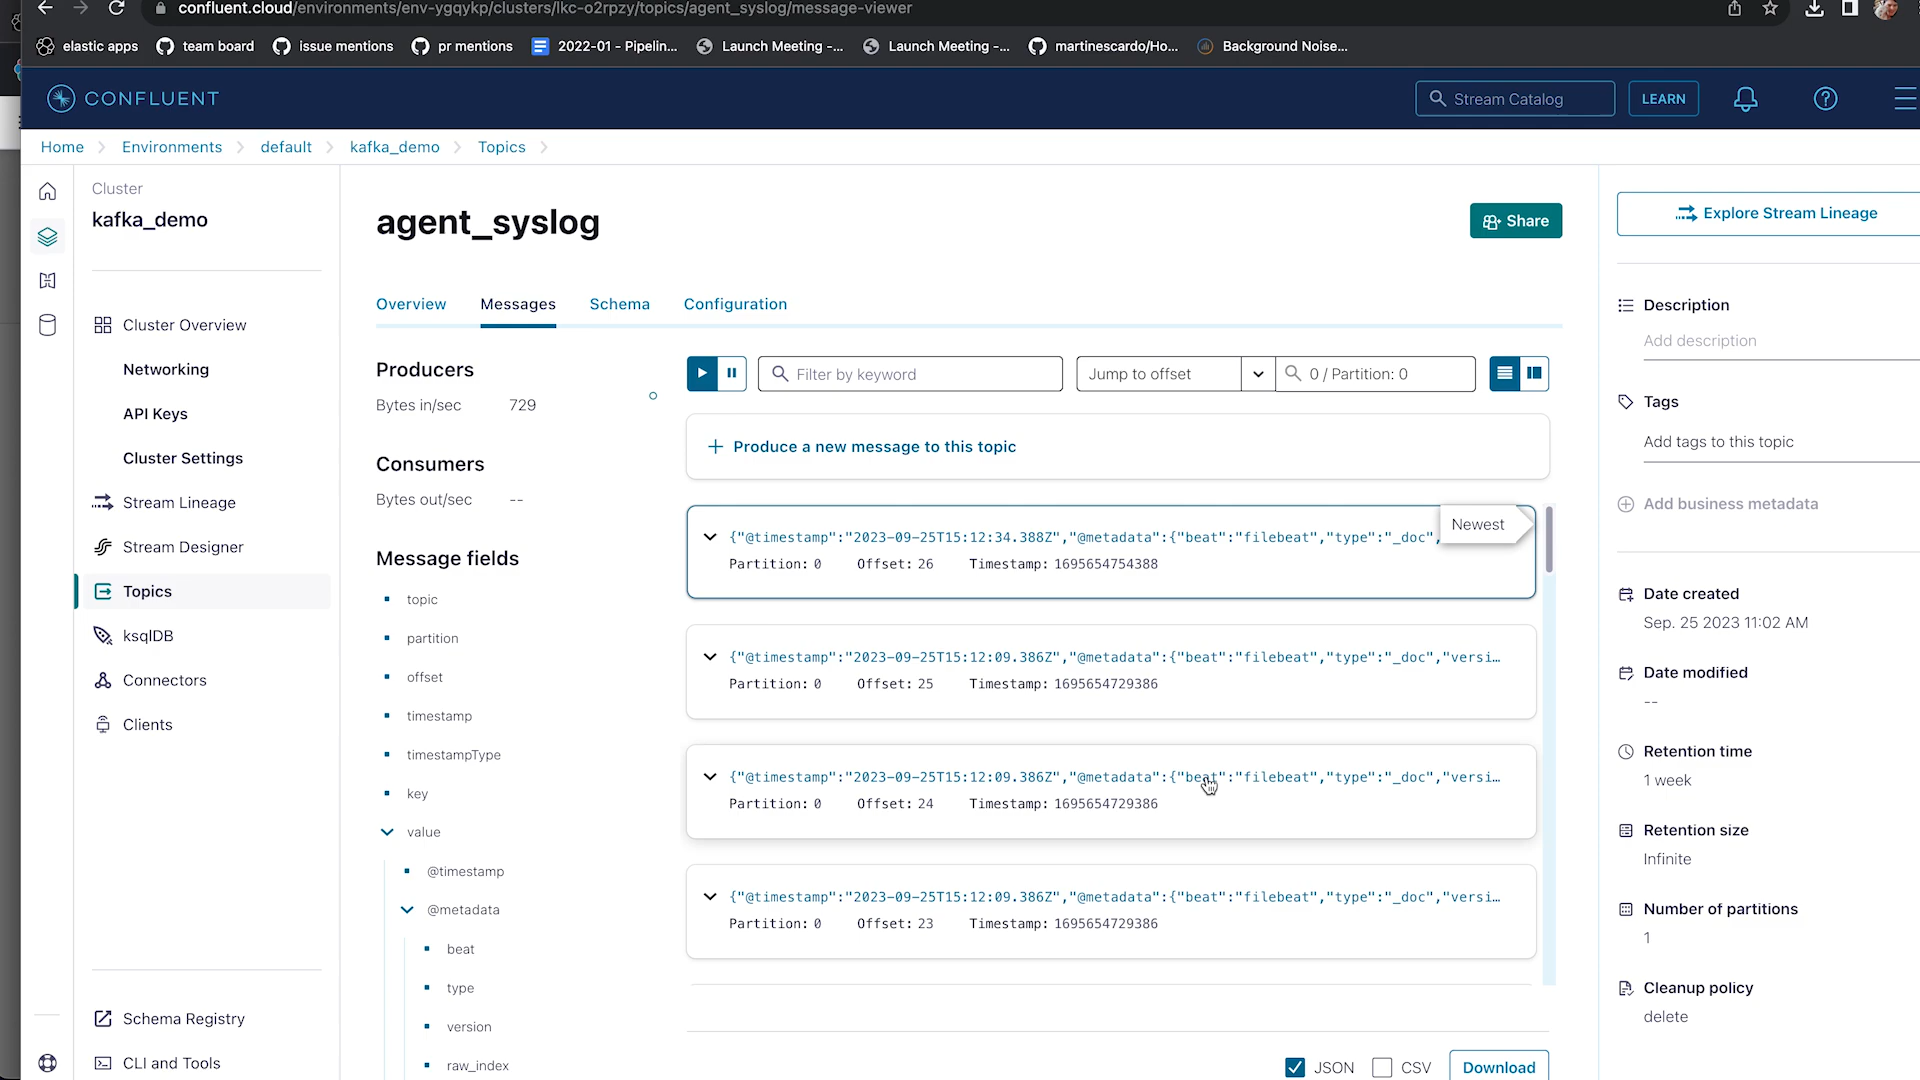 confluent.cloud/environments/env-ygqykp/clusters/lkc-o2rpzy/topics/agent_syslog/message-viewer
elastic apps
team board
issue mentions
pr mentions
2022-01 - Pipelin...
Launch Meeting -...
Launch Meeting -...
martinescardo/Ho...
Background Noise...
CONFLUENT
Stream Catalog
LEARN
Home
Environments
default
kafka_demo
Topics
Cluster
kafka_demo
Cluster Overview
Networking
API Keys
Cluster Settings
Stream Lineage
Stream Designer
Topics
ksqlDB
Connectors
Clients
Schema Registry
CLI and Tools
agent_syslog
Share
Overview
Messages
Schema
Configuration
Producers
Bytes in/sec 729
Consumers
Bytes out/sec --
Message fields
topic
partition
offset
timestamp
timestampType
key
value
@timestamp
@metadata
beat
type
version
raw_index
Filter by keyword
Jump to offset
0 / Partition: 0
Produce a new message to this topic
Newest
{"@timestamp":"2023-09-25T15:12:34.388Z","@metadata":{"beat":"filebeat","type":"_doc",
Partition: 0 Offset: 26 Timestamp: 1695654754388
{"@timestamp":"2023-09-25T15:12:09.386Z","@metadata":{"beat":"filebeat","type":"_doc","versi...
Partition: 0 Offset: 25 Timestamp: 1695654729386
{"@timestamp":"2023-09-25T15:12:09.386Z","@metadata":{"beat":"filebeat","type":"_doc","versi...
Partition: 0 Offset: 24 Timestamp: 1695654729386
{"@timestamp":"2023-09-25T15:12:09.386Z","@metadata":{"beat":"filebeat","type":"_doc","versi...
Partition: 0 Offset: 23 Timestamp: 1695654729386
JSON
CSV
Download
Explore Stream Lineage
Description
Add description
Tags
Add tags to this topic
Add business metadata
Date created
Sep. 25 2023 11:02 AM
Date modified
--
Retention time
1 week
Retention size
Infinite
Number of partitions
1
Cleanup policy
delete